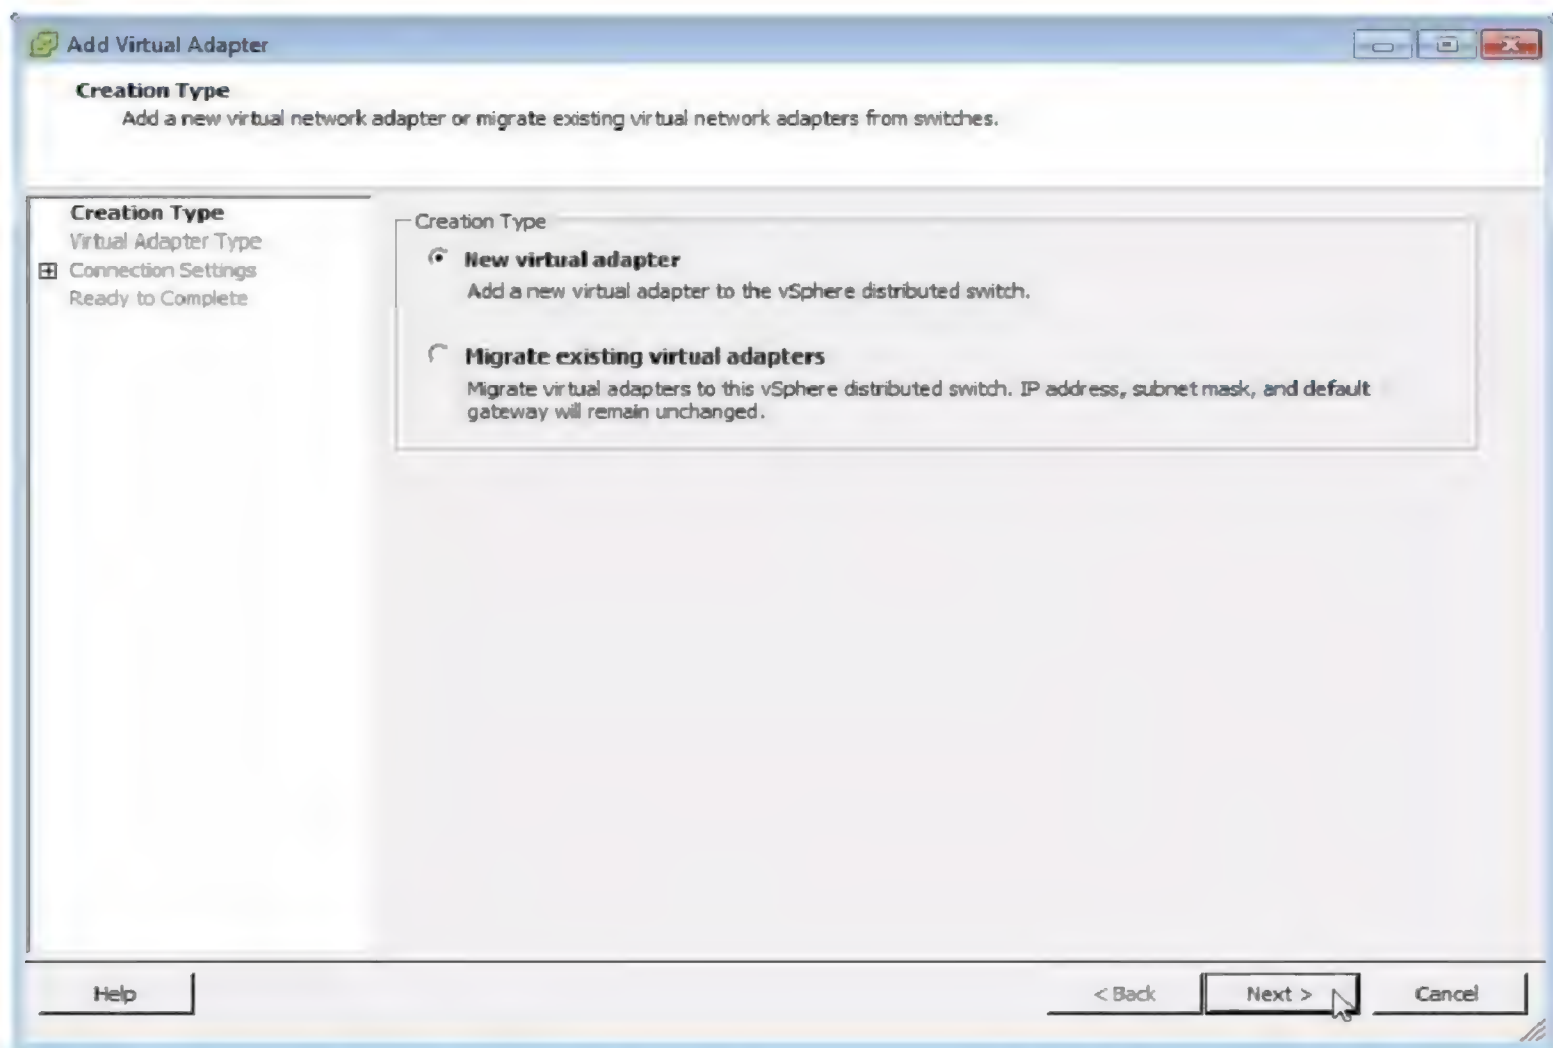 Add Virtual Adapter
Creation Type
Add a new virtual network adapter or migrate existing virtual network adapters from switches.
Creation Type
Virtual Adapter Type
Connection Settings
Ready to Complete
Creation Type
New virtual adapter
Add a new virtual adapter to the vSphere distributed switch.
Migrate existing virtual adapters
Migrate virtual adapters to this vSphere distributed switch. IP address, subnet mask, and default
gateway will remain unchanged.
Help
< Back
Next >
Cancel